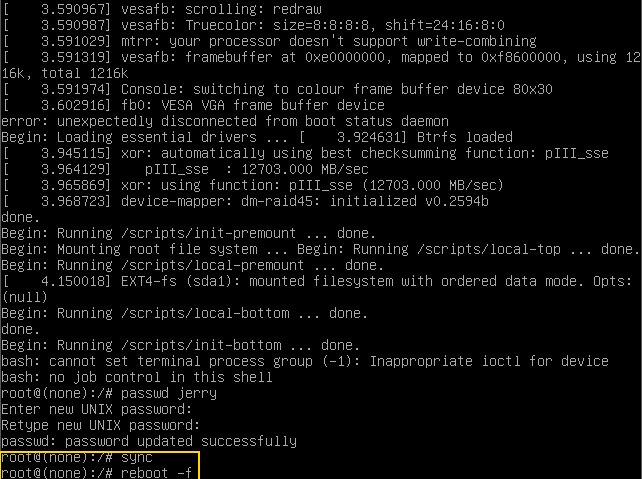 [    3.590967] vesafb: scrolling: redraw
[    3.590987] vesafb: Truecolor: size=8:8:8:8, shift=24:16:8:0
[    3.591029] mtrr: your processor doesn't support write-combining
[    3.591319] vesafb: framebuffer at 0xe0000000, mapped to 0xf8600000, using 12
16k, total 1216k
[    3.591974] Console: switching to colour frame buffer device 80x30
[    3.602916] fb0: VESA VGA frame buffer device
error: unexpectedly disconnected from boot status daemon
Begin: Loading essential drivers ... [    3.924631] Btrfs loaded
[    3.945115] xor: automatically using best checksumming function: pIII_sse
[    3.964129]    pIII_sse  : 12703.000 MB/sec
[    3.965869] xor: using function: pIII_sse (12703.000 MB/sec)
[    3.968723] device-mapper: dm-raid45: initialized v0.2594b
done.
Begin: Running /scripts/init-premount ... done.
Begin: Mounting root file system ... Begin: Running /scripts/local-top ... done.
Begin: Running /scripts/local-premount ... done.
[    4.150018] EXT4-fs (sda1): mounted filesystem with ordered data mode. Opts:
(null)
Begin: Running /scripts/local-bottom ... done.
done.
Begin: Running /scripts/init-bottom ... done.
bash: cannot set terminal process group (-1): Inappropriate ioctl for device
bash: no job control in this shell
root@(none):/# passwd jerry
Enter new UNIX password:
Retype new UNIX password:
passwd: password updated successfully
root@(none):/# sync
root@(none):/# reboot -f